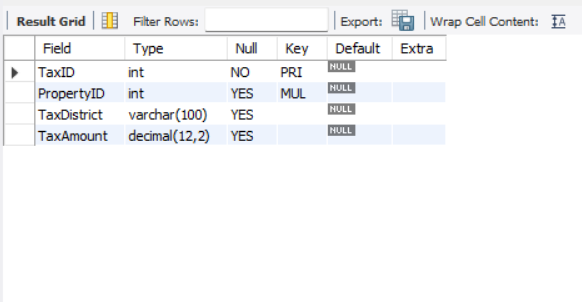 Result Grid Filter Rows: Export: Wrap Cell Content: IA
Field Type Null Key Default Extra
TaxID int NO PRI NULL
PropertyID int YES MUL NULL
TaxDistrict varchar(100) YES NULL
TaxAmount decimal(12,2) YES NULL